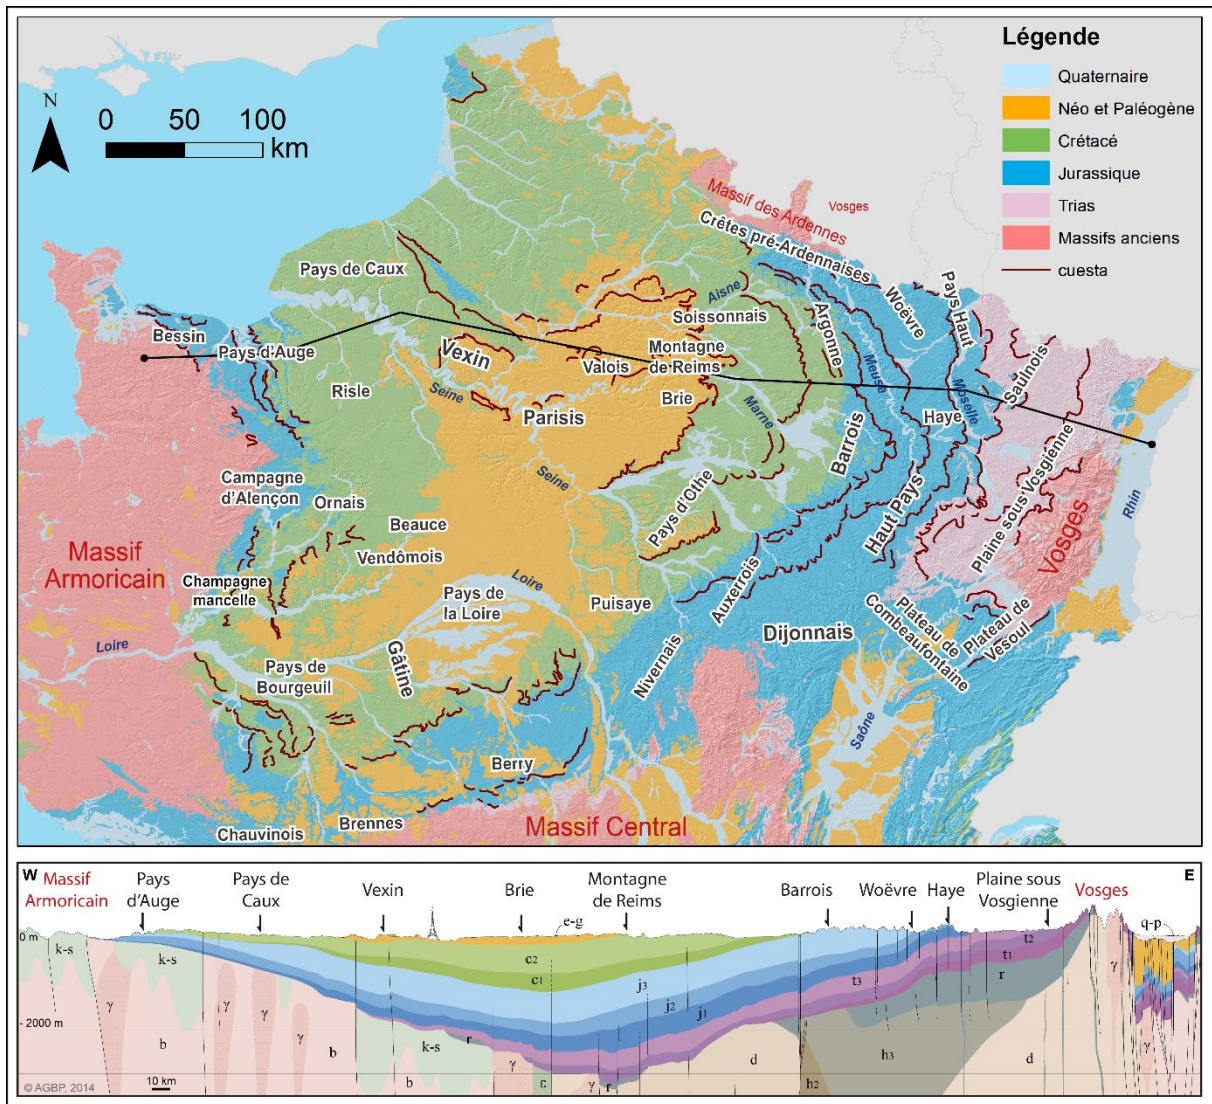 Légende
Quaternaire
Néo et Paléogène
Crétacé
Jurassique
Trias
Massifs anciens
cuesta
N
0 50 100
km
Massif des Ardennes
Vosges
Crêtes pré-Ardennaises
Pays de Caux
Aisne
Woëvre
Pays Haut
Bessin
Soissonnais
Argonne
Pays d'Auge
Vexin
Valois
Montagne
de Reims
Meuse
Moselle
Saulnois
Risle
Seine
Brie
Parisis
Marne
Haye
Barrois
Seine
Campagne
d'Alençon
Ornais
Pays d'Othe
Haut Pays
Plaine sous Vosgienne
Vosges
Rhin
Beauce
Vendômois
Massif
Armoricain
Champagne
mancelle
Loire
Pays de
la Loire
Puisaye
Auxerrois
Dijonnais
Plateau de
Combeaufontaine
Plateau de
Vésoul
Loire
Pays de
Bourgeuil
Gâtine
Nivernais
Saône
Berry
Chauvinois
Brennes
Massif Central
W
E
Massif
Armoricain
Pays
d'Auge
Pays de
Caux
Vexin
Brie
Montagne
de Reims
Barrois
Woëvre
Haye
Plaine sous
Vosgienne
Vosges
e-g
q-p
0 m
k-s
k-s
c2
c1
j3
j2
j1
t3
t2
t1
r
γ
γ
γ
γ
γ
- 2000 m
b
b
k-s
r
γ
b
ε
γ
r
d
h2
h3
d
γ
© AGBP, 2014
10 km